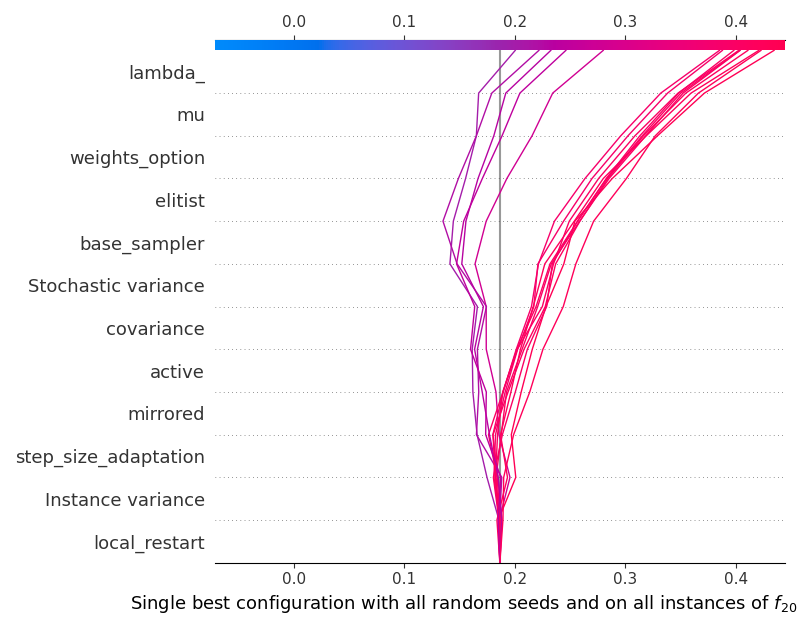 0.0 0.1 0.2 0.3 0.4
lambda_
mu
weights_option
elitist
base_sampler
Stochastic variance
covariance
active
mirrored
step_size_adaptation
Instance variance
local_restart
0.0 0.1 0.2 0.3 0.4
Single best configuration with all random seeds and on all instances of f20